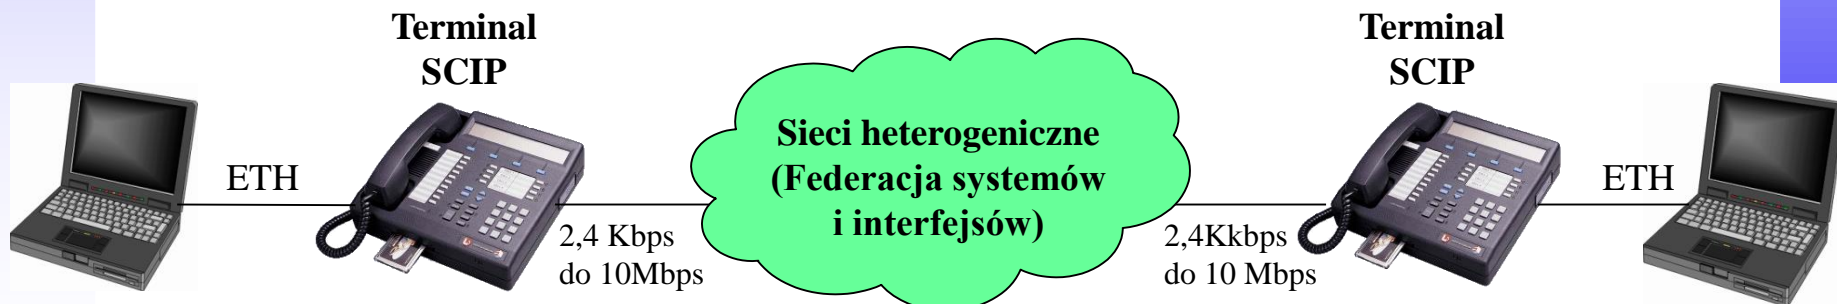 Terminal
SCIP
ETH
2,4 Kbps
do 10Mbps
Sieci heterogeniczne
(Federacja systemów
i interfejsów)
Terminal
SCIP
2,4Kkbps
do 10 Mbps
ETH